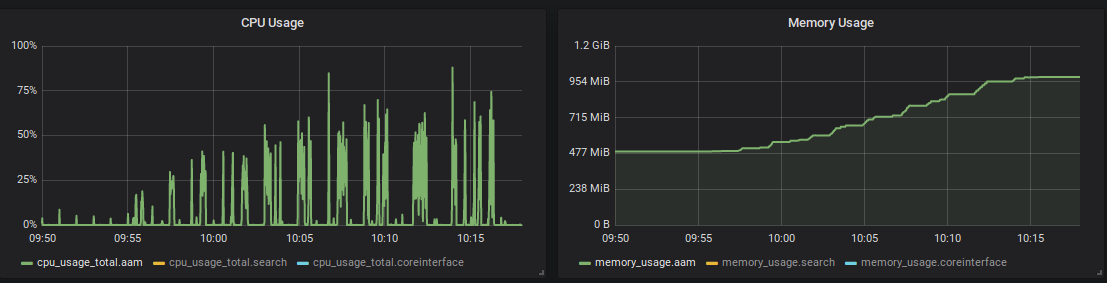 CPU Usage
100%
75%
50%
25%
0%
09:50 09:55 10:00 10:05 10:10 10:15
cpu_usage_total.aam cpu_usage_total.search cpu_usage_total.coreinterface
Memory Usage
1.2 GiB
954 MiB
715 MiB
477 MiB
238 MiB
0 B
09:50 09:55 10:00 10:05 10:10 10:15
memory_usage.aam memory_usage.search memory_usage.coreinterface